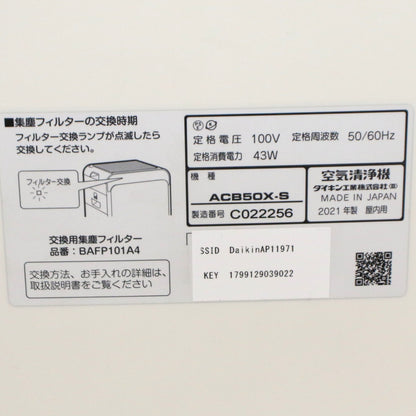 ■集塵フィルターの交換時期
フィルター交換ランプが点滅したら
交換してください。
フィルター交換
交換用集塵フィルター
品番：BAFP101A4
交換方法、お手入れの詳細は、
取扱説明書をご覧ください。
定格電圧 100V 定格周波数 50/60Hz
定格消費電力 43W
機種 ACB50X-S
製造番号 C022256
空気清浄機
ダイキン工業株式会社
MADE IN JAPAN
2021年製 屋内用
SSID DaikinAP11971
KEY 1799129039022